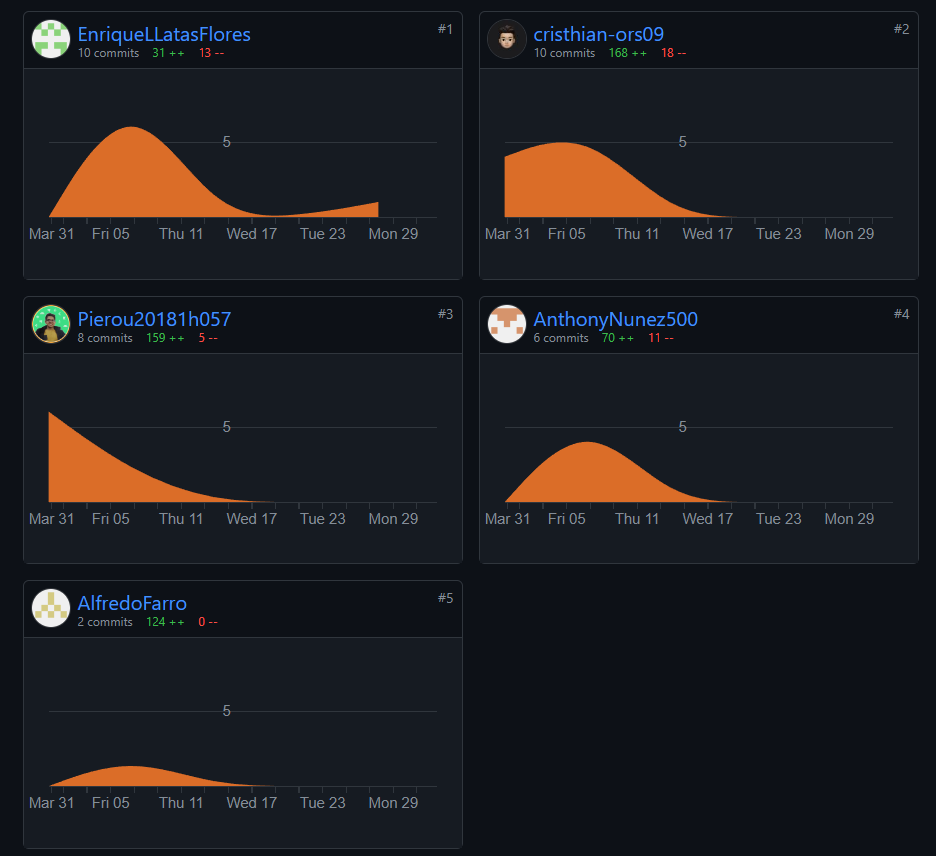 EnriqueLLatasFlores #1
10 commits 31 ++ 13 --
5
Mar 31 Fri 05 Thu 11 Wed 17 Tue 23 Mon 29
cristhian-ors09 #2
10 commits 168 ++ 18 --
5
Mar 31 Fri 05 Thu 11 Wed 17 Tue 23 Mon 29
Pierou20181h057 #3
8 commits 159 ++ 5 --
5
Mar 31 Fri 05 Thu 11 Wed 17 Tue 23 Mon 29
AnthonyNunez500 #4
6 commits 70 ++ 11 --
5
Mar 31 Fri 05 Thu 11 Wed 17 Tue 23 Mon 29
AlfredoFarro #5
2 commits 124 ++ 0 --
5
Mar 31 Fri 05 Thu 11 Wed 17 Tue 23 Mon 29